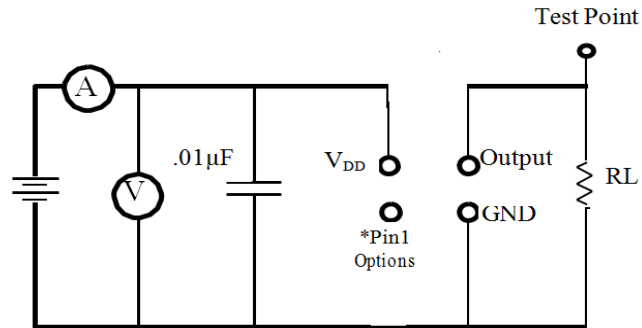 Test Point
A
.01µF
V
VDD
Output
RL
GND
*Pin1
Options